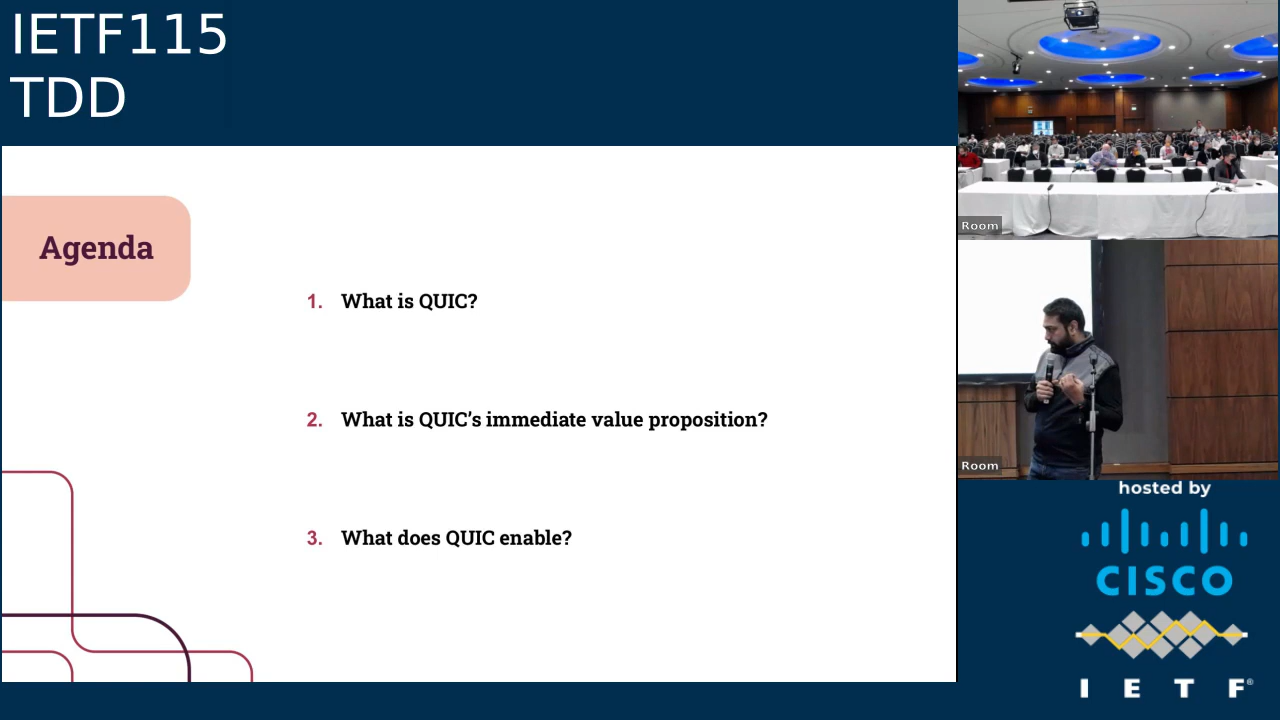 IETF115
TDD
Agenda
1. What is QUIC?
2. What is QUIC's immediate value proposition?
3. What does QUIC enable?
Room
Room
hosted by
CISCO
I E T F®